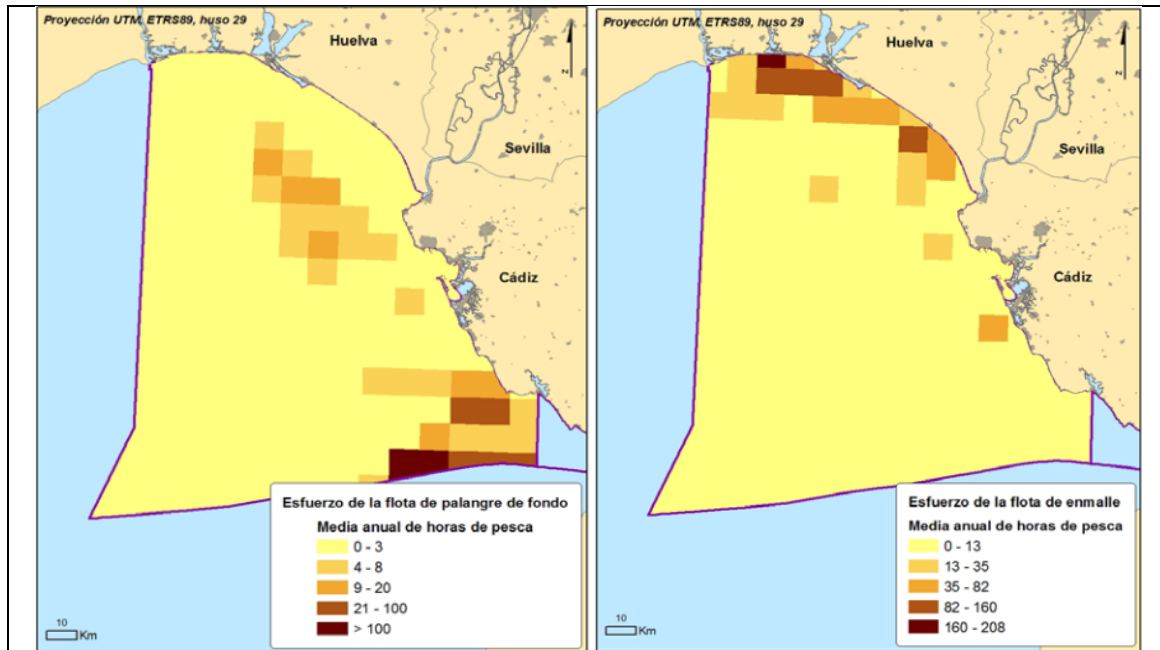 Proyección UTM, ETRS89, huso 29
Huelva
N
Sevilla
Cádiz
Esfuerzo de la flota de palangre de fondo
Media anual de horas de pesca
0 - 3
4 - 8
9 - 20
21 - 100
> 100
10
Km
Proyección UTM, ETRS89, huso 29
Huelva
N
Sevilla
Cádiz
Esfuerzo de la flota de enmalle
Media anual de horas de pesca
0 - 13
13 - 35
35 - 82
82 - 160
160 - 208
10
Km